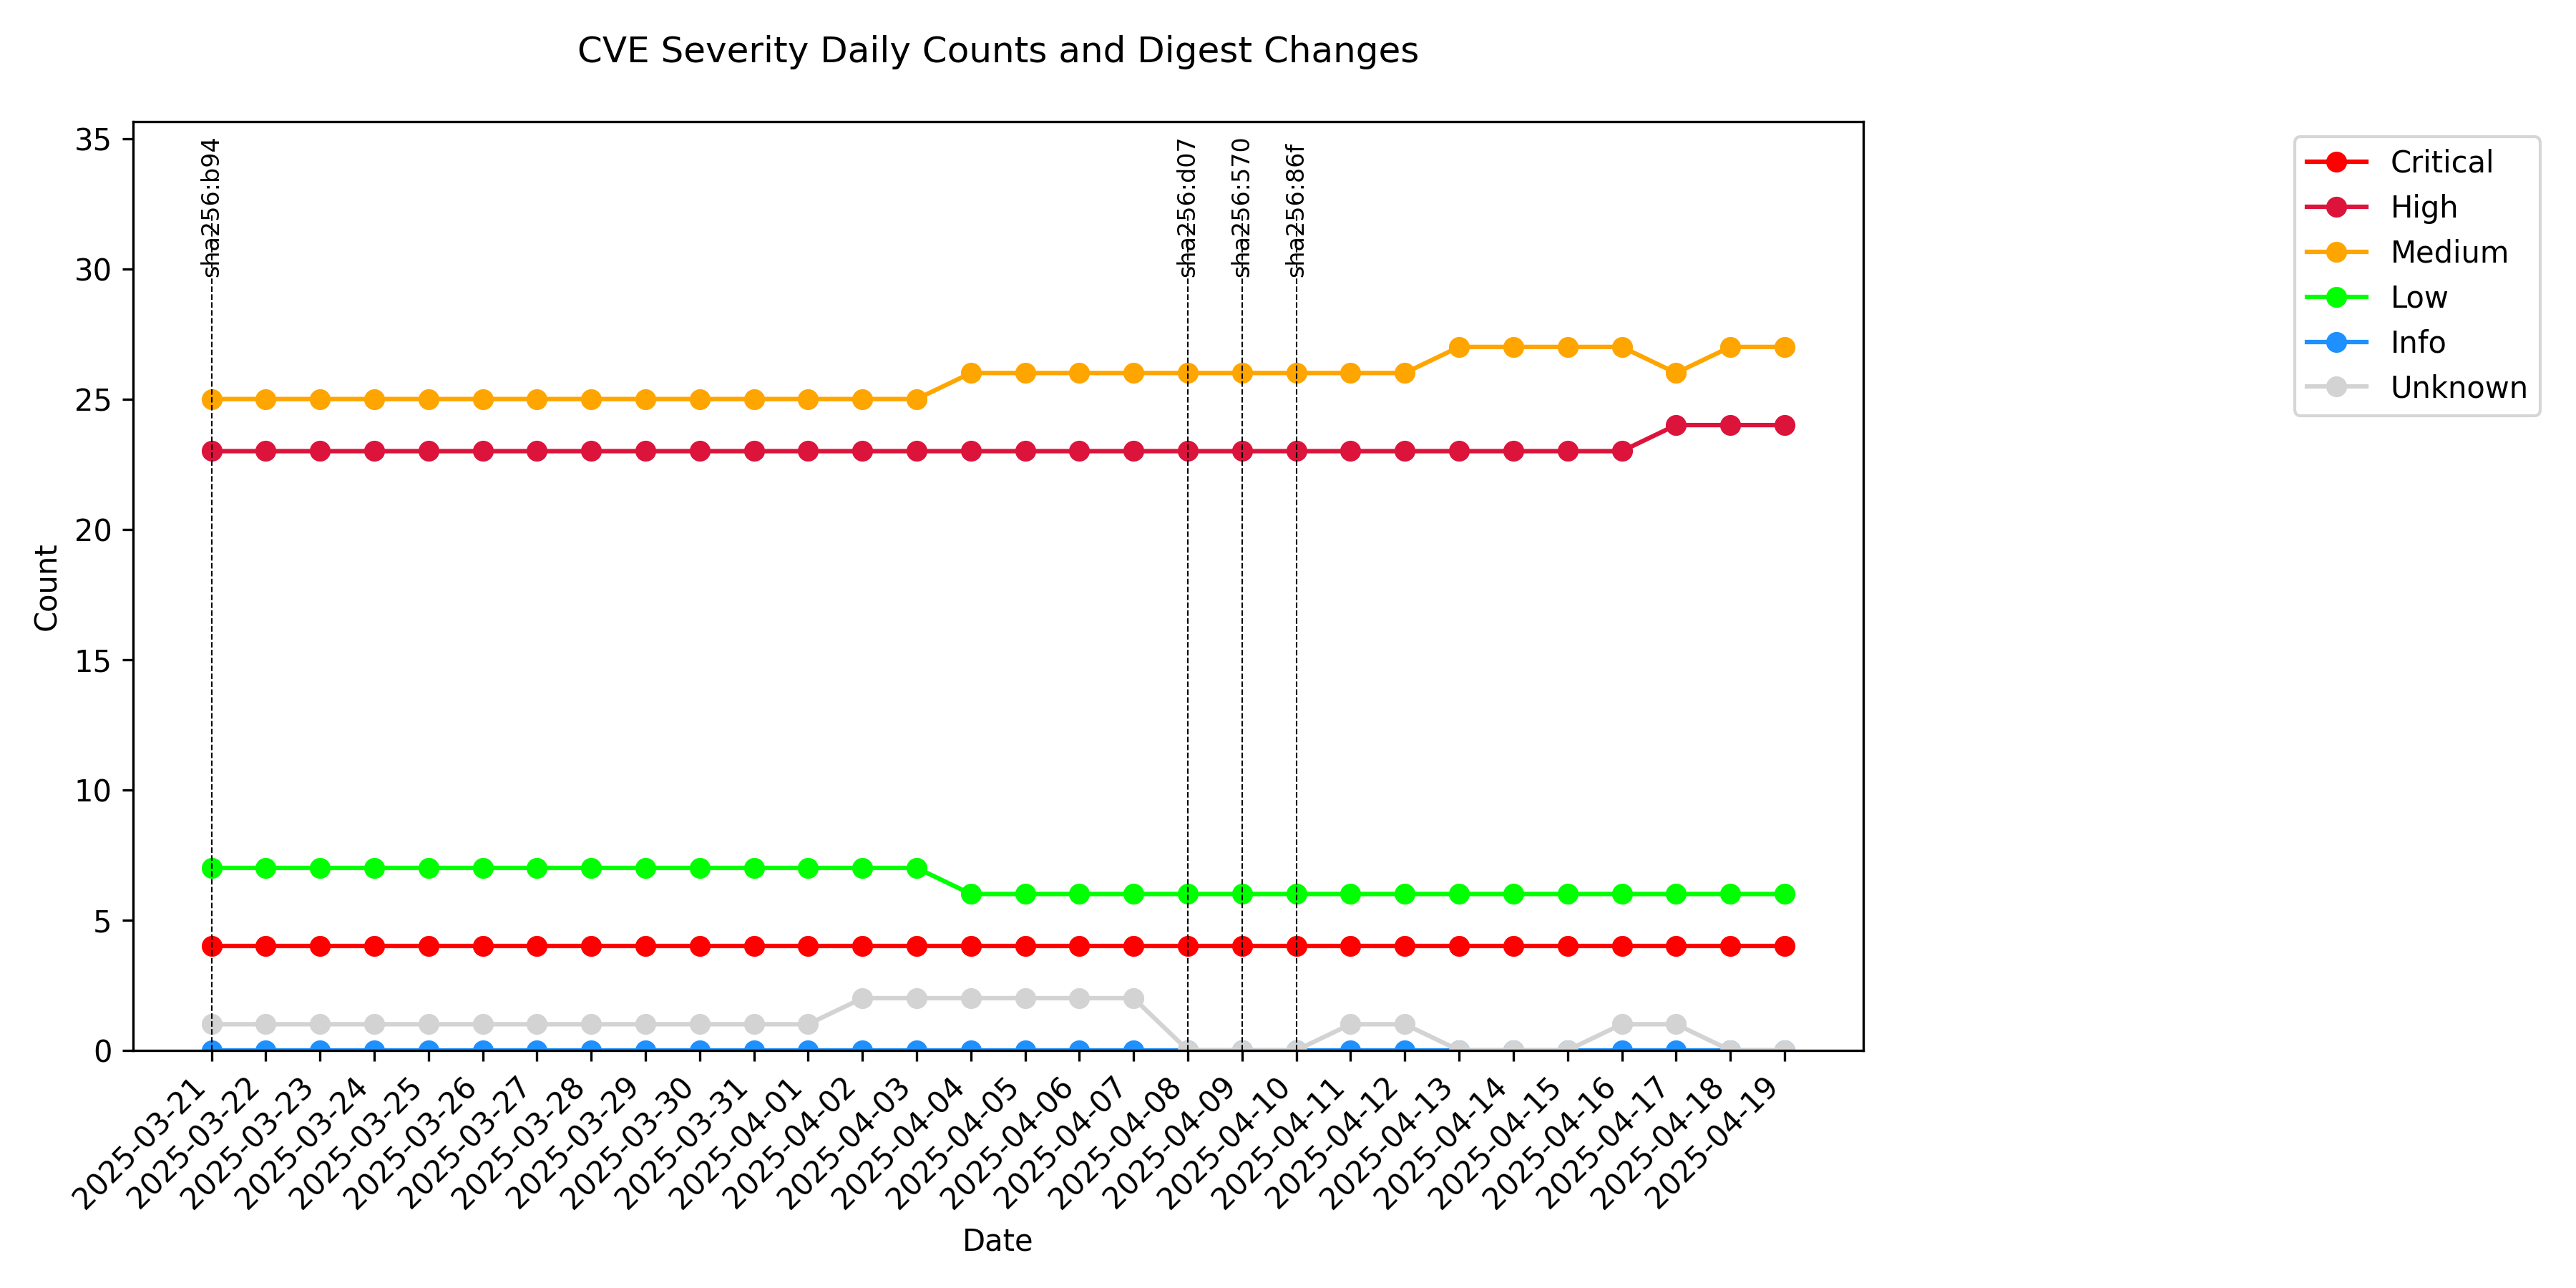 CVE Severity Daily Counts and Digest Changes
35
30
25
20
15
10
5
0
Count
sha256:b94
sha256:d07
sha256:570
sha256:86f
Critical
High
Medium
Low
Info
Unknown
2025-03-21
2025-03-22
2025-03-23
2025-03-24
2025-03-25
2025-03-26
2025-03-27
2025-03-28
2025-03-29
2025-03-30
2025-03-31
2025-04-01
2025-04-02
2025-04-03
2025-04-04
2025-04-05
2025-04-06
2025-04-07
2025-04-08
2025-04-09
2025-04-10
2025-04-11
2025-04-12
2025-04-13
2025-04-14
2025-04-15
2025-04-16
2025-04-17
2025-04-18
2025-04-19
Date